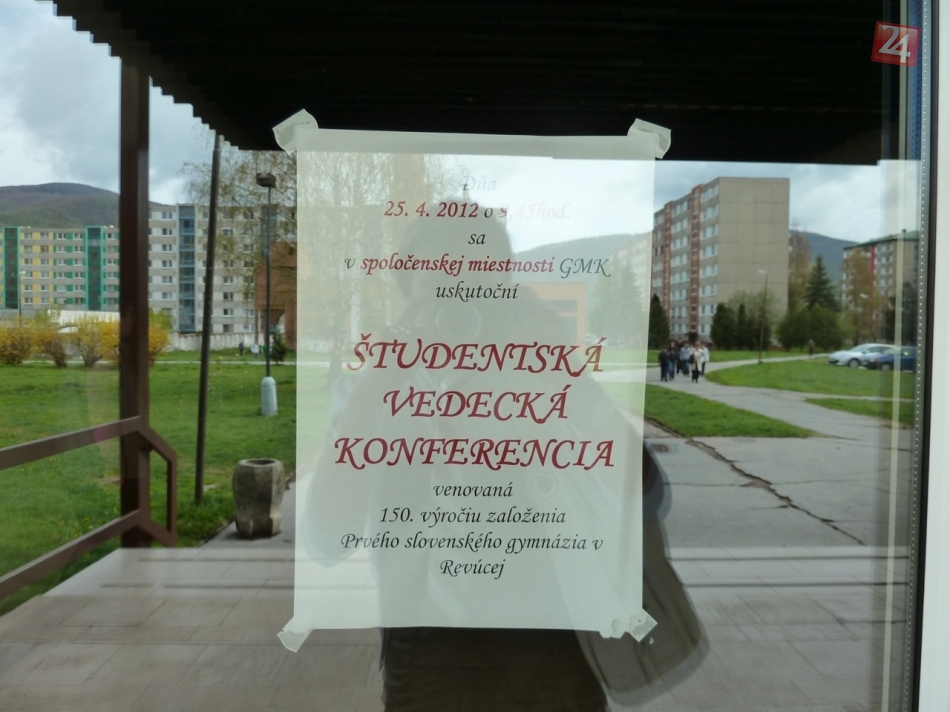 Dňa
25. 4. 2012 o 9,45hod.
sa
v spoločenskej miestnosti GMK
uskutoční
ŠTUDENTSKÁ
VEDECKÁ
KONFERENCIA
venovaná
150. výročiu založenia
Prvého slovenského gymnázia v
Revúcej
24